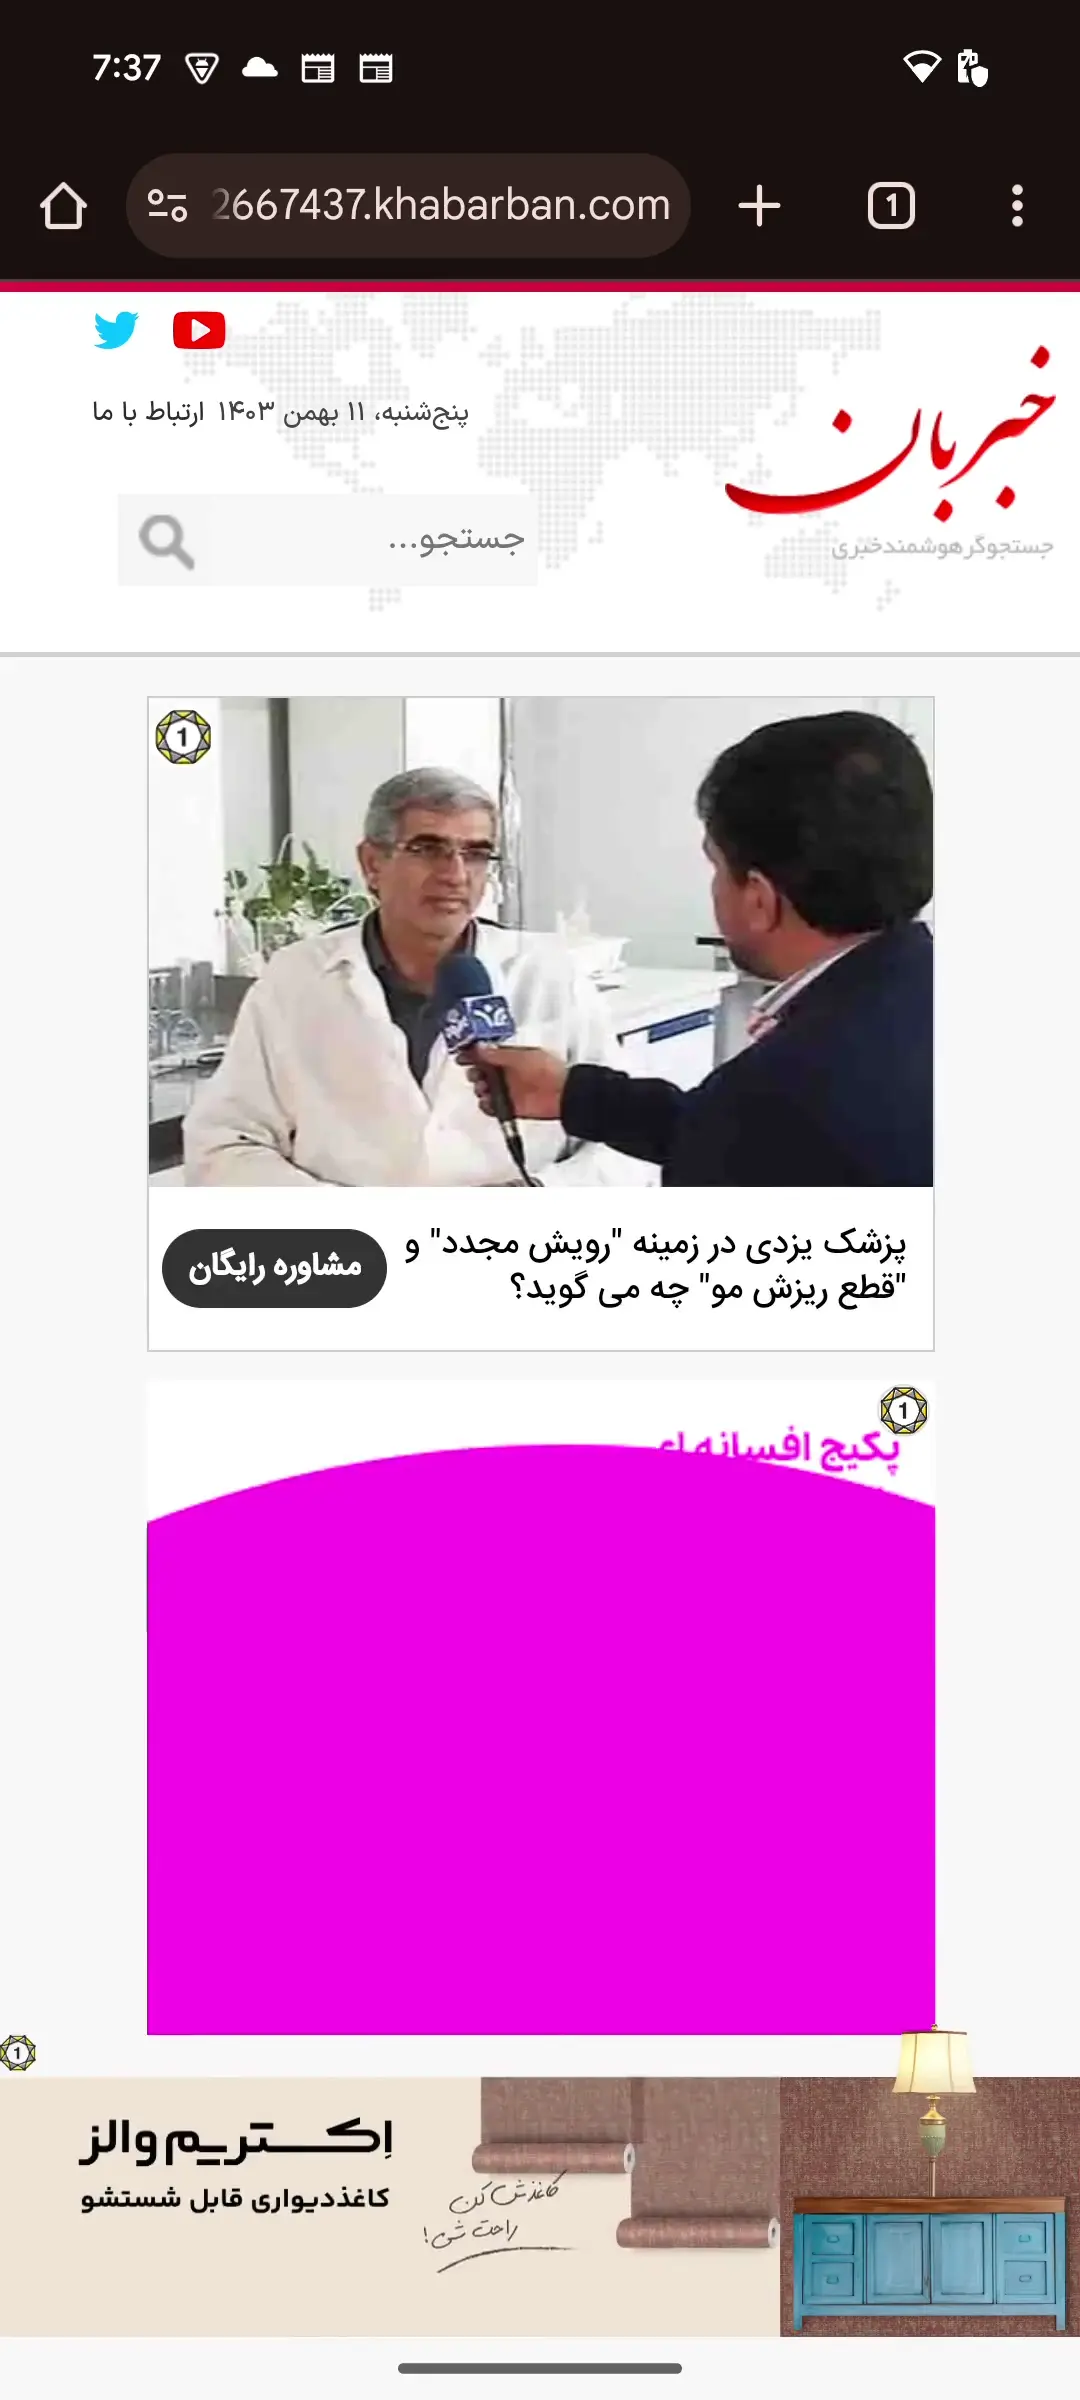 7:37
2667437.khabarban.com
1
خبربان
جستجوگر هوشمند خبری
پنج‌شنبه، ۱۱ بهمن ۱۴۰۳ ارتباط با ما
جستجو...
1
پزشک یزدی در زمینه "رویش مجدد" و
"قطع ریزش مو" چه می گوید؟
مشاوره رایگان
1
پکیج افسانه ای
1
اِکستریم والز
کاغذدیواری قابل شستشو
کاغذش کن
راحت شی!